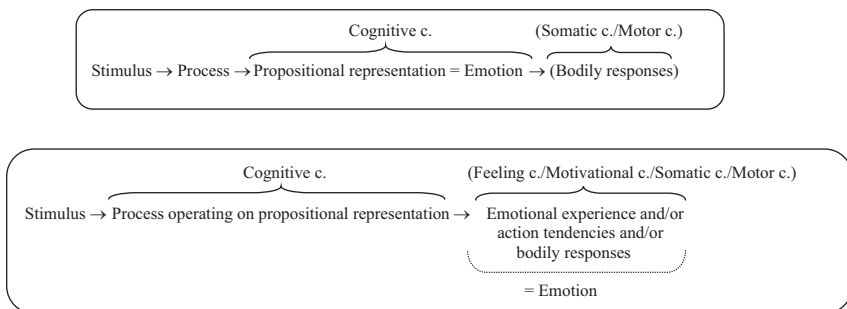 Cognitive c. (Somatic c./Motor c.)
Stimulus → Process → Propositional representation = Emotion → (Bodily responses)
Cognitive c. (Feeling c./Motivational c./Somatic c./Motor c.)
Stimulus → Process operating on propositional representation → Emotional experience and/or
action tendencies and/or
bodily responses
= Emotion